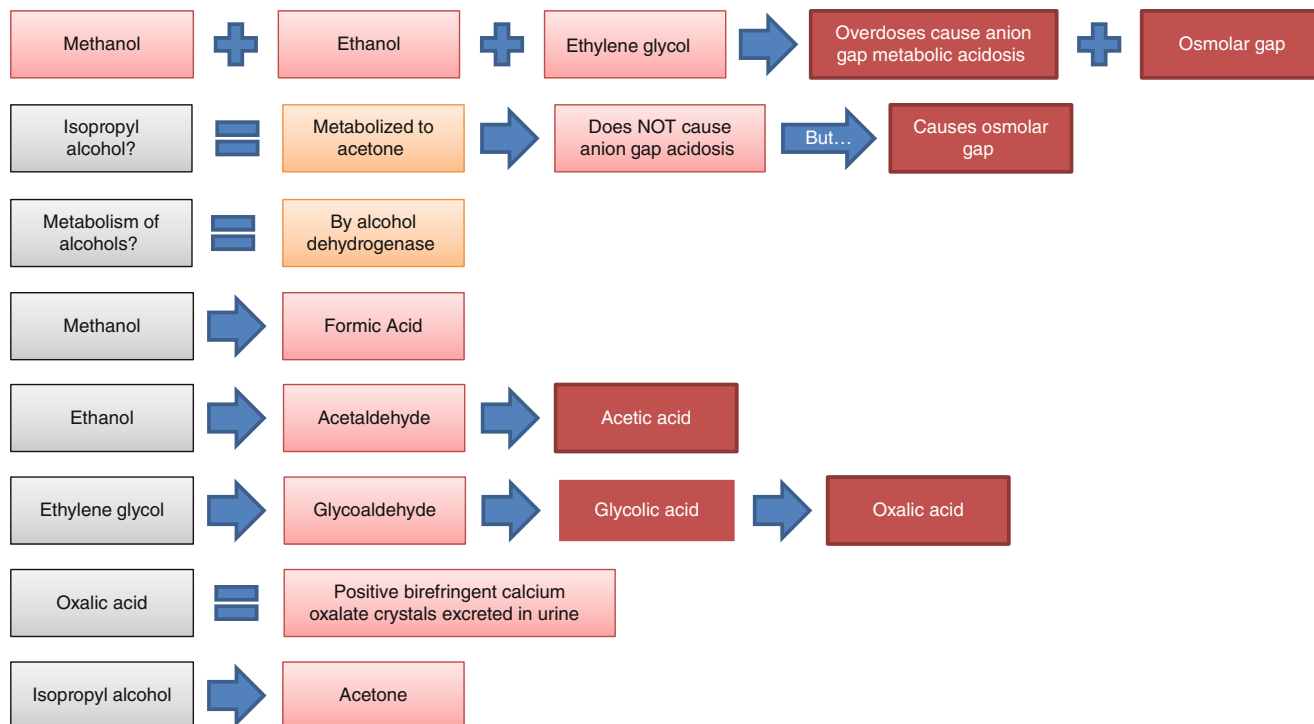 Methanol
Ethanol
Ethylene glycol
Overdoses cause anion
gap metabolic acidosis
Osmolar gap
Isopropyl
alcohol?
Metabolized to
acetone
Does NOT cause
anion gap acidosis
But…
Causes osmolar
gap
Metabolism of
alcohols?
By alcohol
dehydrogenase
Methanol
Formic Acid
Ethanol
Acetaldehyde
Acetic acid
Ethylene glycol
Glycoaldehyde
Glycolic acid
Oxalic acid
Oxalic acid
Positive birefringent calcium
oxalate crystals excreted in urine
Isopropyl alcohol
Acetone